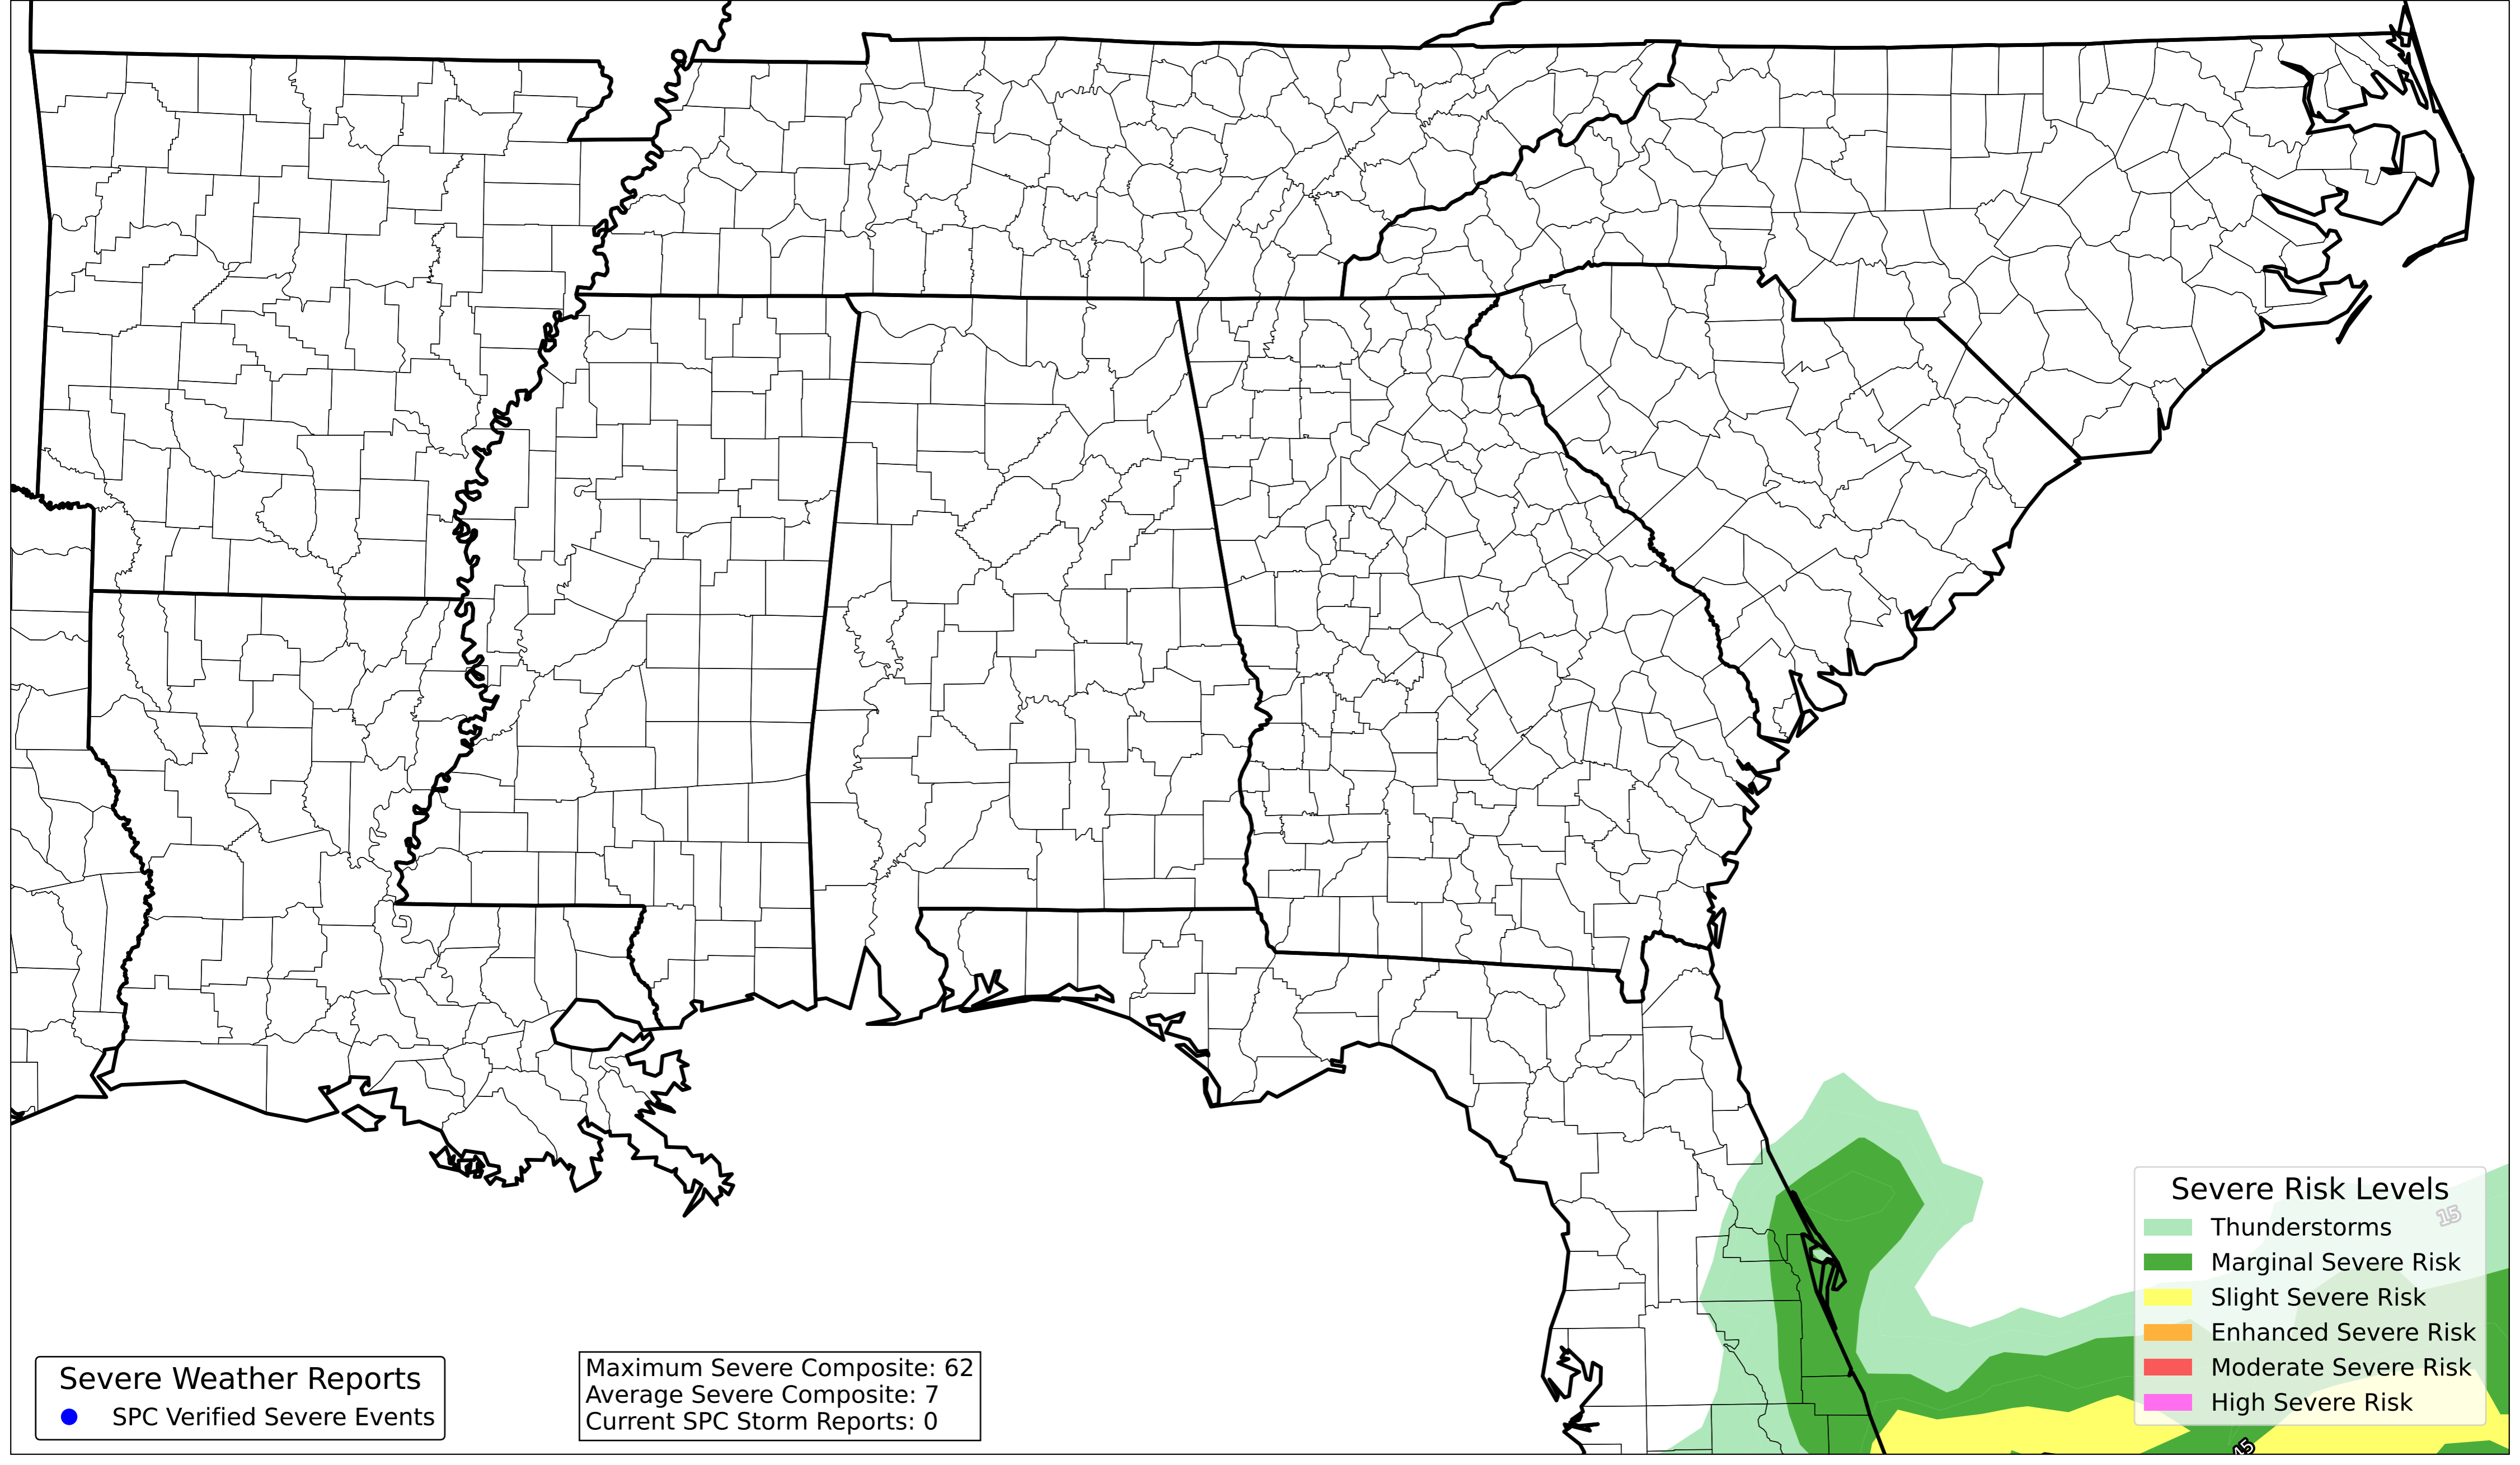 15
Severe Risk Levels
Thunderstorms
Marginal Severe Risk
Slight Severe Risk
Enhanced Severe Risk
Moderate Severe Risk
High Severe Risk
Severe Weather Reports
SPC Verified Severe Events
Maximum Severe Composite: 62
Average Severe Composite: 7
Current SPC Storm Reports: 0